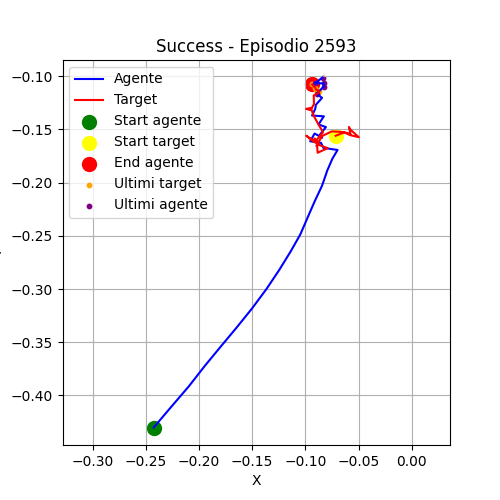 Success - Episodio 2593
Agente
Target
Start agente
Start target
End agente
Ultimi target
Ultimi agente
−0.10
−0.15
−0.20
−0.25
−0.30
−0.35
−0.40
−0.30
−0.25
−0.20
−0.15
−0.10
−0.05
0.00
X